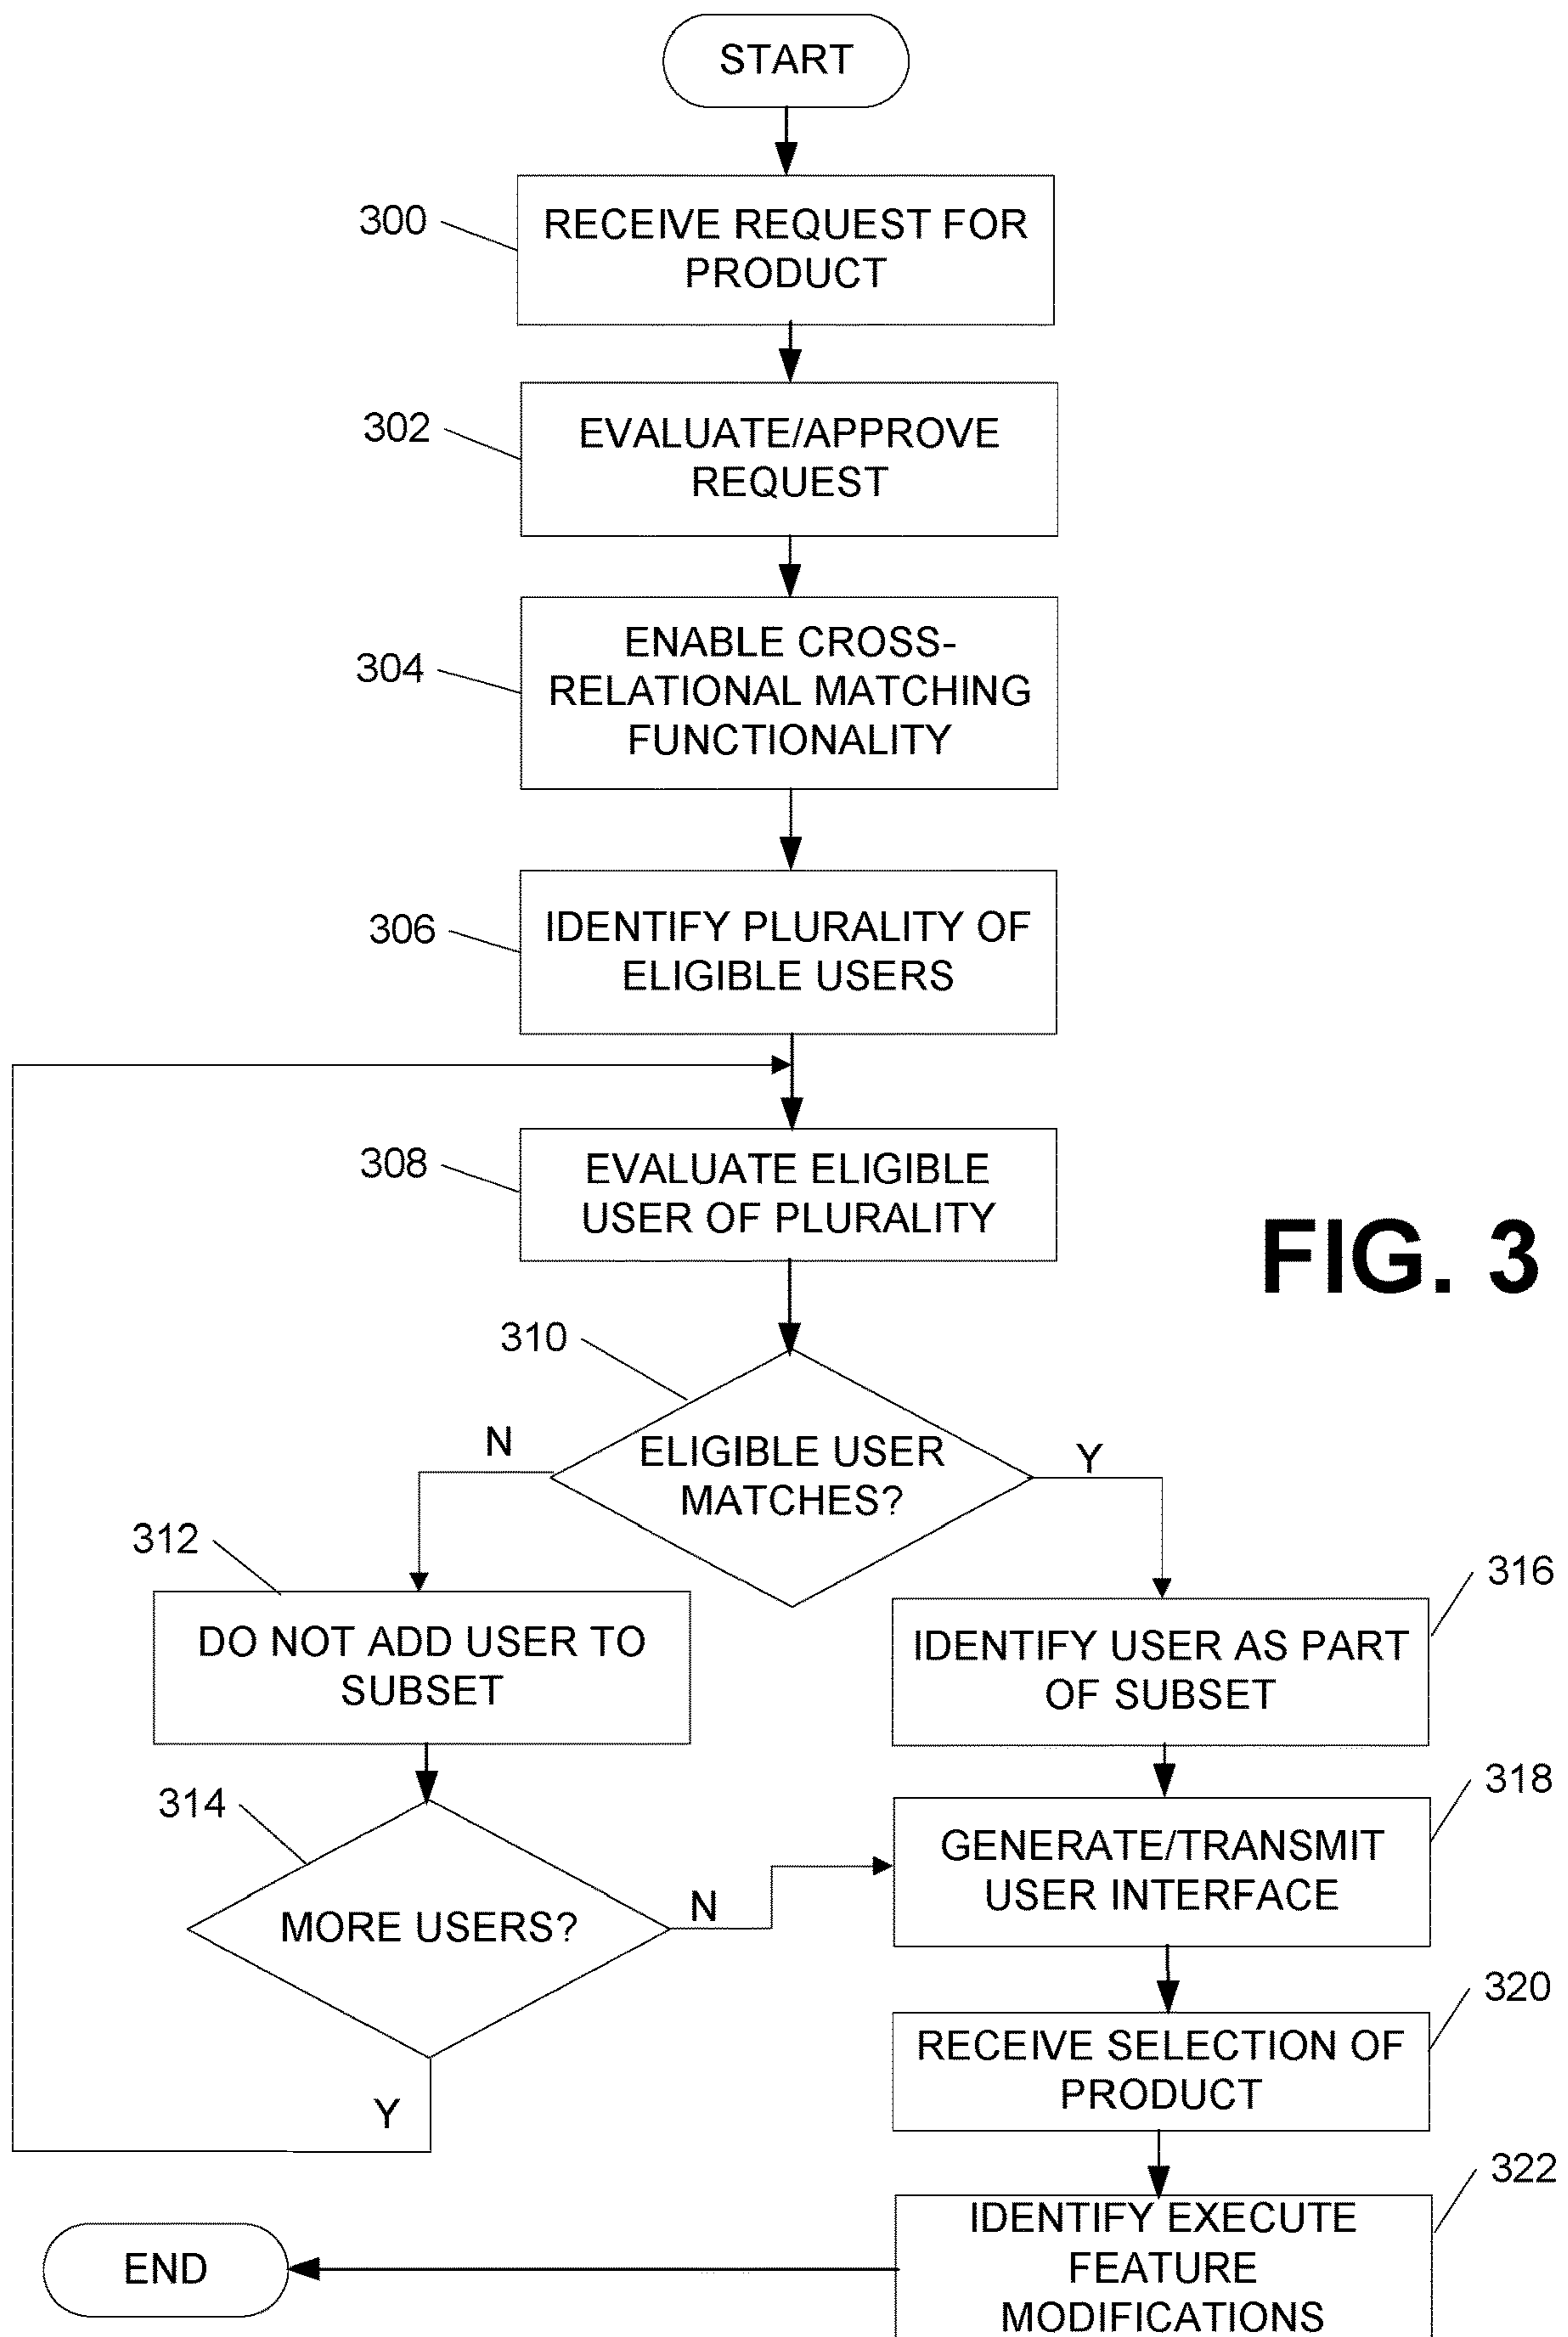 START
300
RECEIVE REQUEST FOR
PRODUCT
302
EVALUATE/APPROVE
REQUEST
304
ENABLE CROSS-
RELATIONAL MATCHING
FUNCTIONALITY
306
IDENTIFY PLURALITY OF
ELIGIBLE USERS
308
EVALUATE ELIGIBLE
USER OF PLURALITY
FIG. 3
310
ELIGIBLE USER
MATCHES?
N
Y
312
DO NOT ADD USER TO
SUBSET
316
IDENTIFY USER AS PART
OF SUBSET
314
MORE USERS?
N
Y
318
GENERATE/TRANSMIT
USER INTERFACE
320
RECEIVE SELECTION OF
PRODUCT
322
IDENTIFY EXECUTE
FEATURE
MODIFICATIONS
END